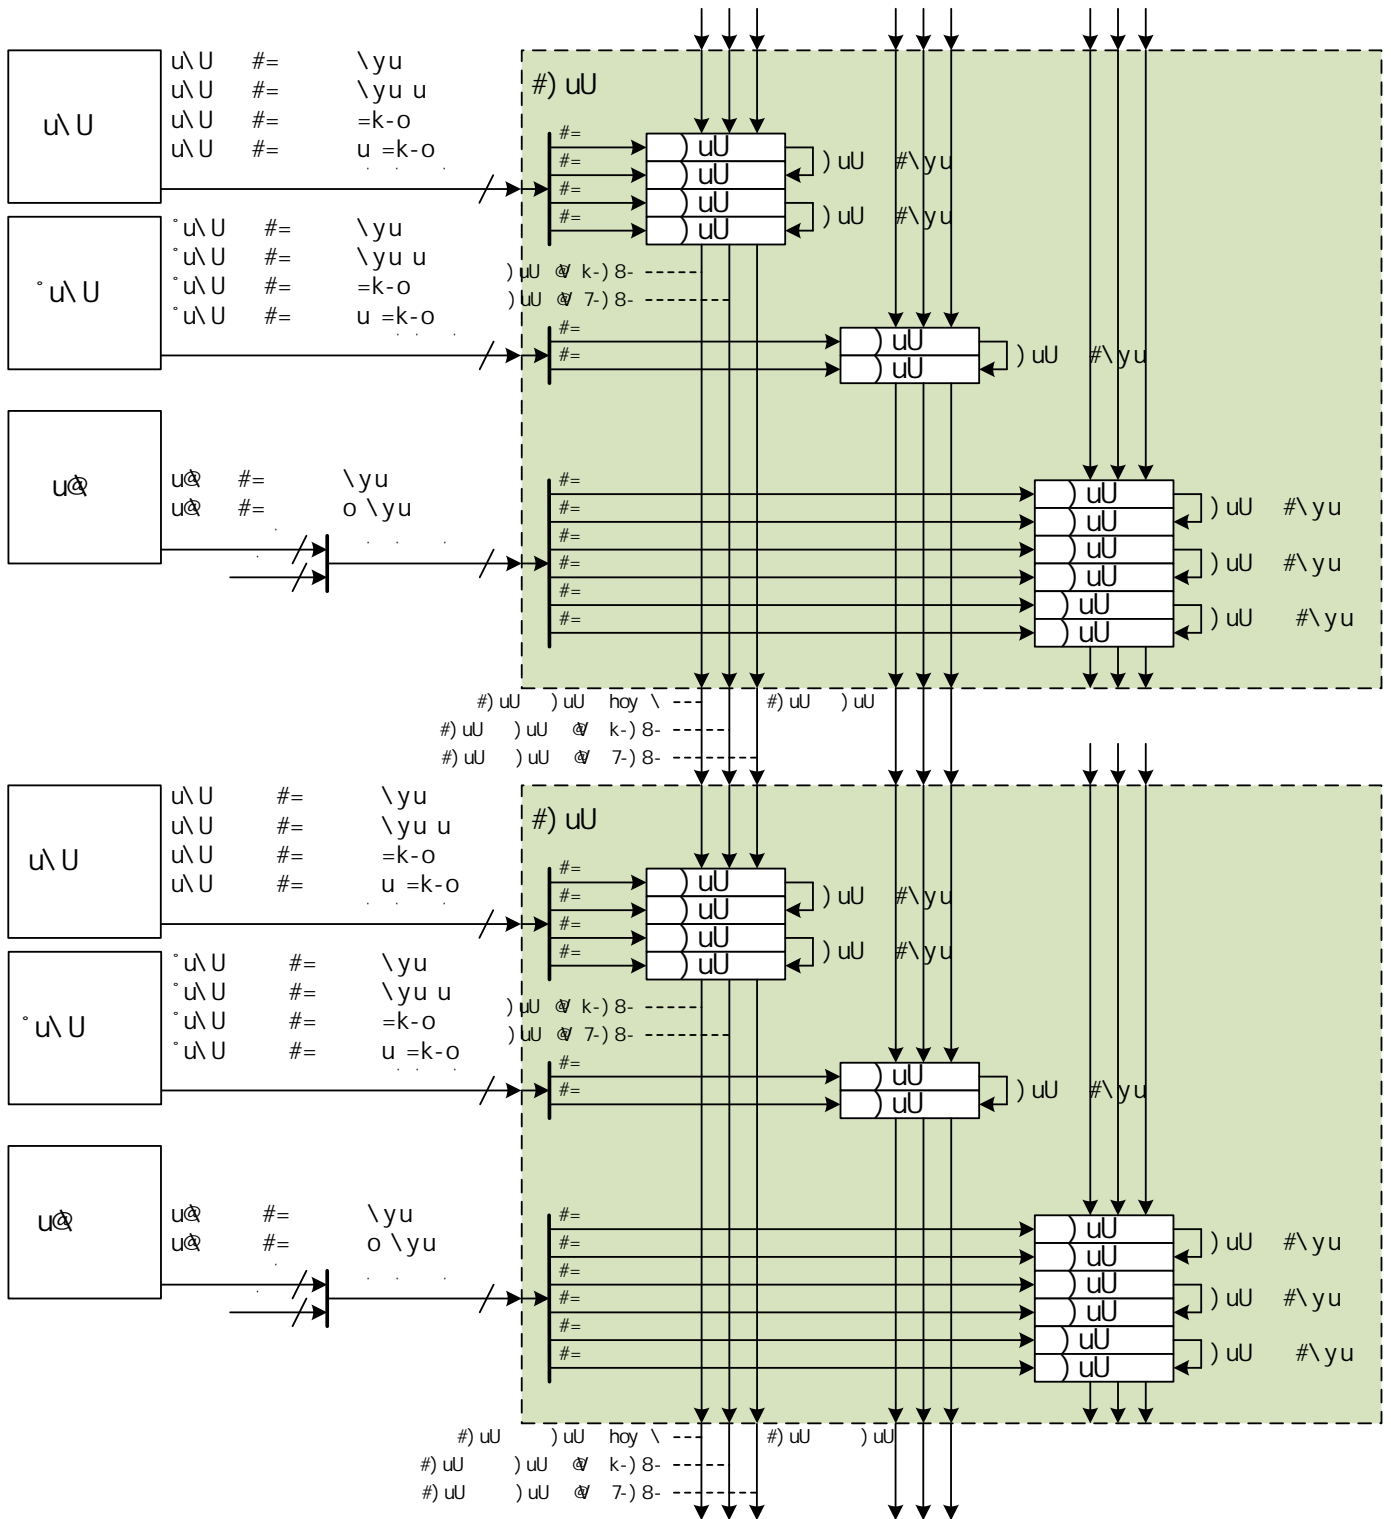 u\U
u\U #= \yu
u\U #= \yu u
u\U #= =k-o
u\U #= u =k-o
#) uU
#=
#=
#=
#=
) uU
) uU
) uU
) uU
) uU #\yu
) uU #\yu
°u\U
°u\U #= \yu
°u\U #= \yu u
°u\U #= =k-o
°u\U #= u =k-o
) uU @V k-) 8-
) uU @V 7-) 8-
#=
#=
) uU
) uU
) uU #\yu
u@\
u@\ #= \yu
u@\ #= o \yu
#=
#=
#=
#=
#=
#=
) uU
) uU
) uU
) uU
) uU
) uU
) uU #\yu
) uU #\yu
) uU #\yu
#) uU ) uU hoy \
#) uU ) uU
#) uU ) uU @V k-) 8-
#) uU ) uU @V 7-) 8-
u\U
u\U #= \yu
u\U #= \yu u
u\U #= =k-o
u\U #= u =k-o
#) uU
#=
#=
#=
#=
) uU
) uU
) uU
) uU
) uU #\yu
) uU #\yu
°u\U
°u\U #= \yu
°u\U #= \yu u
°u\U #= =k-o
°u\U #= u =k-o
) uU @V k-) 8-
) uU @V 7-) 8-
#=
#=
) uU
) uU
) uU #\yu
u@\
u@\ #= \yu
u@\ #= o \yu
#=
#=
#=
#=
#=
#=
) uU
) uU
) uU
) uU
) uU
) uU
) uU #\yu
) uU #\yu
) uU #\yu
#) uU ) uU hoy \
#) uU ) uU
#) uU ) uU @V k-) 8-
#) uU ) uU @V 7-) 8-